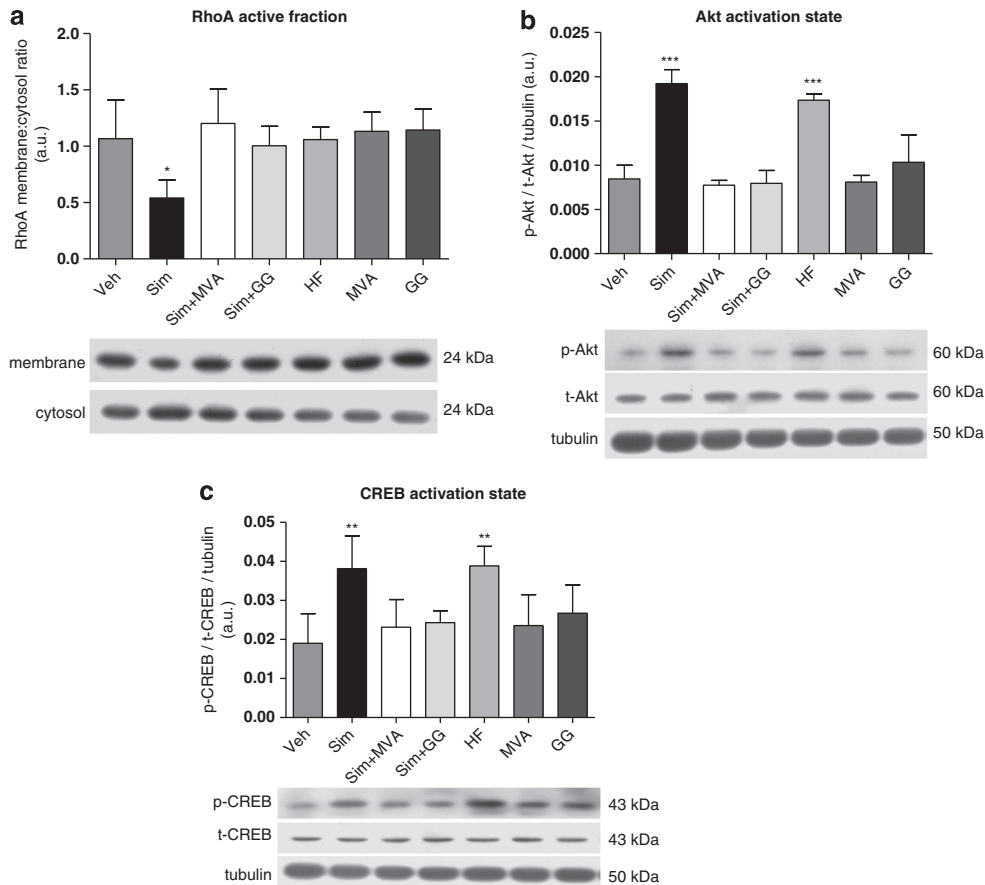 a
RhoA active fraction
RhoA membrane:cytosol ratio
(a.u.)
2.0
1.5
1.0
0.5
0.0
*
Veh
Sim
Sim+MVA
Sim+GG
HF
MVA
GG
membrane
24 kDa
cytosol
24 kDa
b
Akt activation state
p-Akt / t-Akt / tubulin (a.u.)
0.025
0.020
0.015
0.010
0.005
0.000
***
***
Veh
Sim
Sim+MVA
Sim+GG
HF
MVA
GG
p-Akt
60 kDa
t-Akt
60 kDa
tubulin
50 kDa
c
CREB activation state
p-CREB / t-CREB / tubulin
(a.u.)
0.05
0.04
0.03
0.02
0.01
0.00
**
**
Veh
Sim
Sim+MVA
Sim+GG
HF
MVA
GG
p-CREB
43 kDa
t-CREB
43 kDa
tubulin
50 kDa